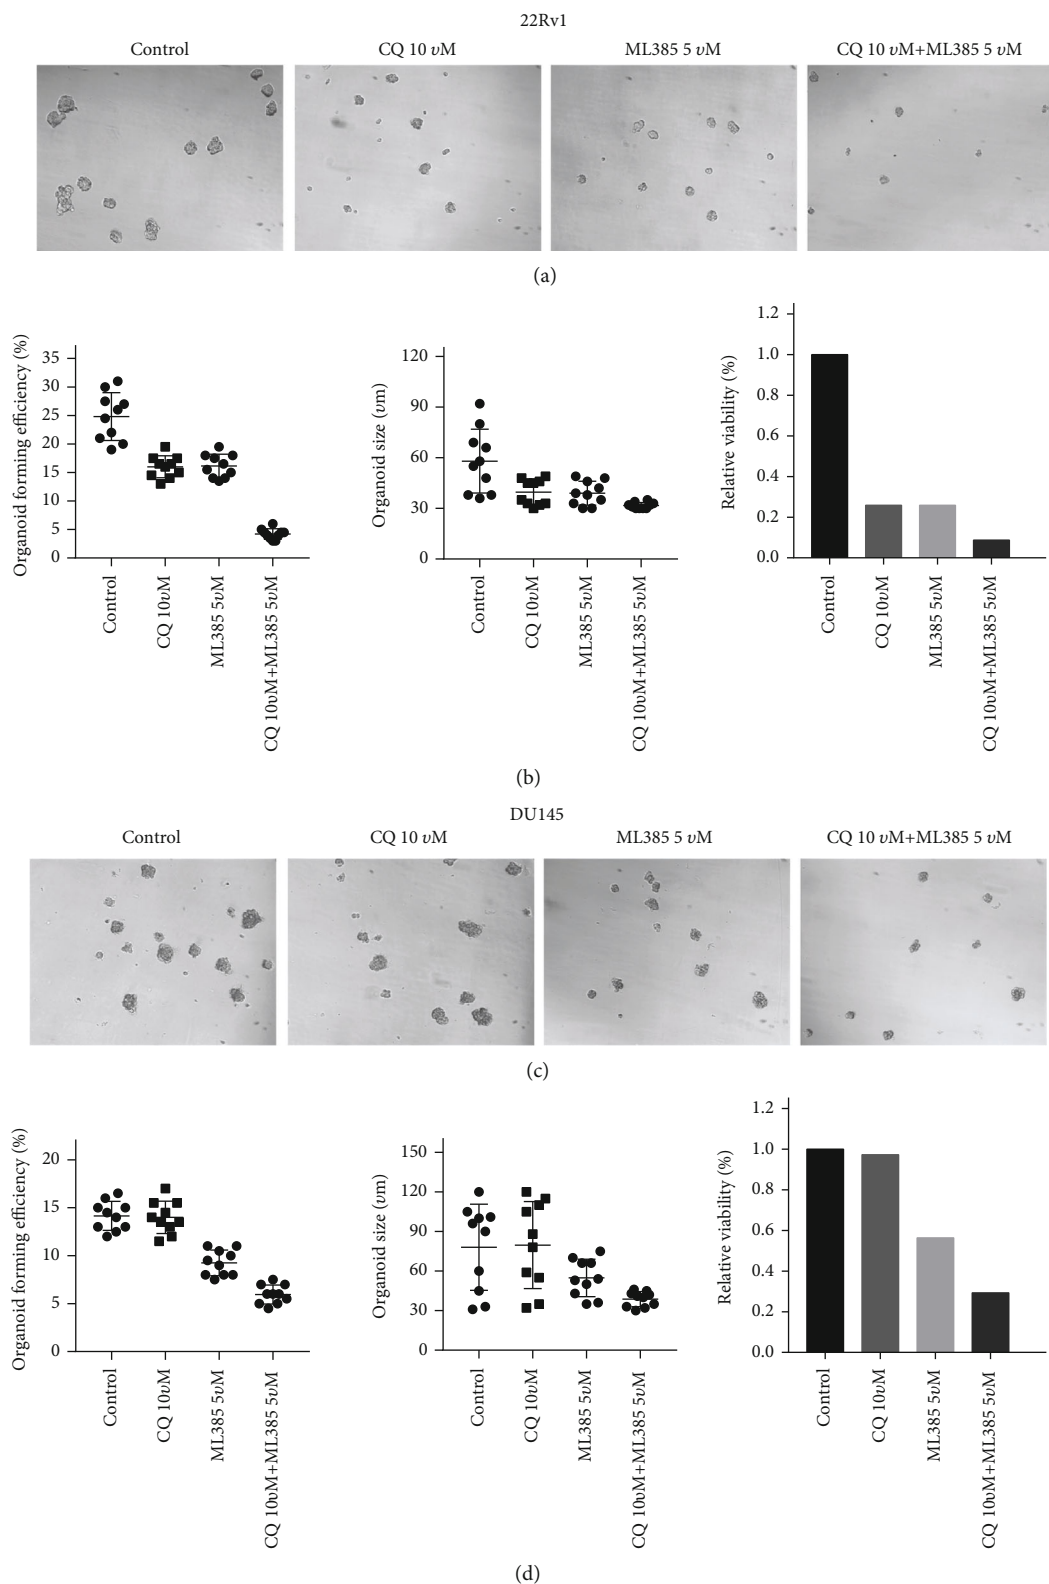 22Rv1
Control
CQ 10 υM
ML385 5 υM
CQ 10 υM+ML385 5 υM
(a)
Organoid forming efficiency (%)
35
30
25
20
15
10
5
0
Control
CQ 10υM
ML385 5υM
CQ 10υM+ML385 5υM
Organoid size (υm)
120
90
60
30
0
Control
CQ 10υM
ML385 5υM
CQ 10υM+ML385 5υM
Relative viability (%)
1.2
1.0
0.8
0.6
0.4
0.2
0.0
Control
CQ 10υM
ML385 5υM
CQ 10υM+ML385 5υM
(b)
DU145
Control
CQ 10 υM
ML385 5 υM
CQ 10 υM+ML385 5 υM
(c)
Organoid forming efficiency (%)
20
15
10
5
0
Control
CQ 10υM
ML385 5υM
CQ 10υM+ML385 5υM
Organoid size (υm)
150
120
90
60
30
0
Control
CQ 10υM
ML385 5υM
CQ 10υM+ML385 5υM
Relative viability (%)
1.2
1.0
0.8
0.6
0.4
0.2
0.0
Control
CQ 10υM
ML385 5υM
CQ 10υM+ML385 5υM
(d)